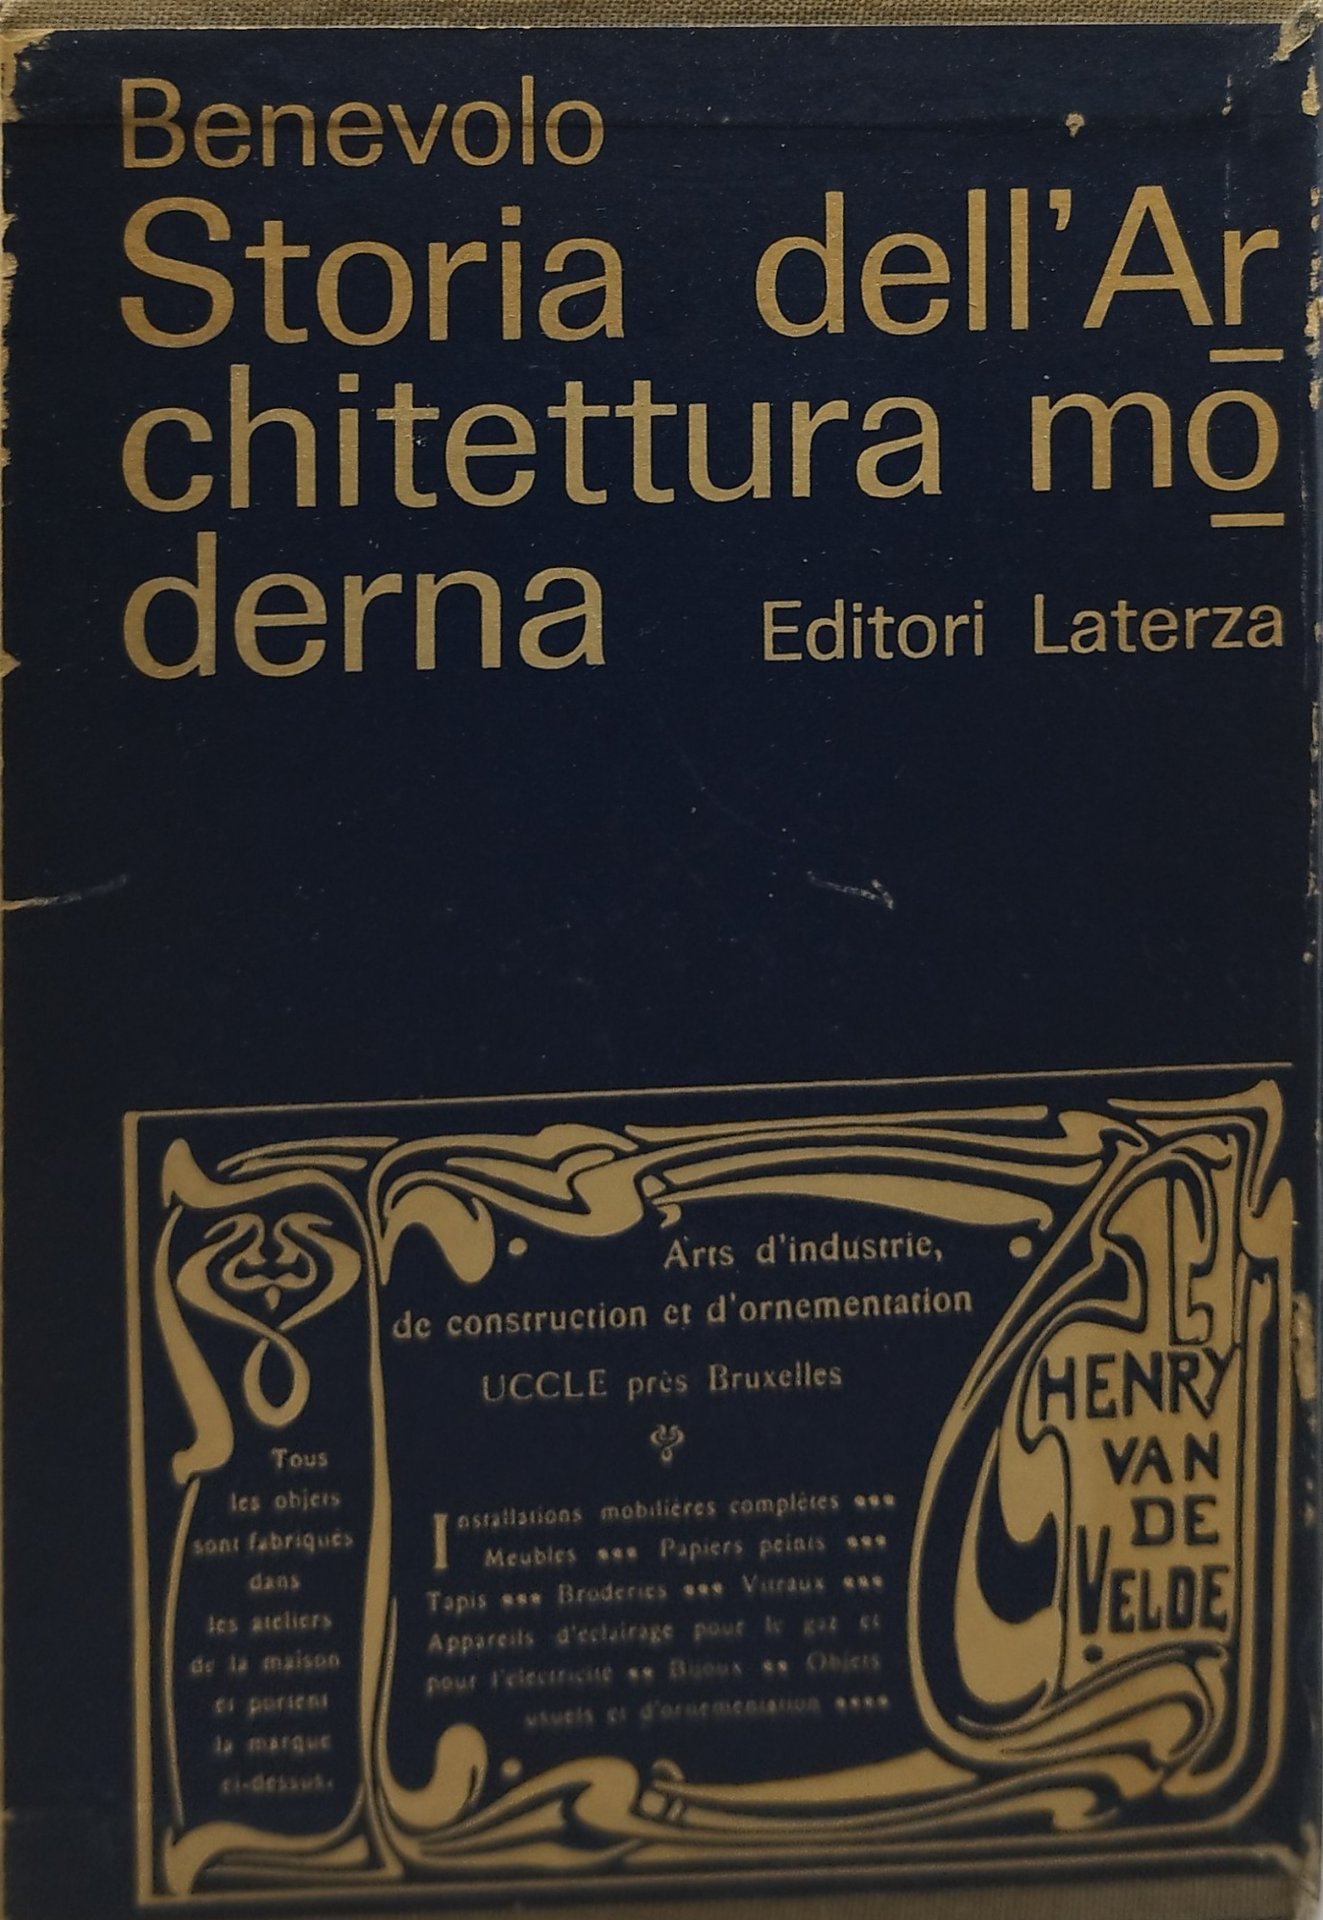 Benevolo
Storia dell'Ar
chitettura mo
derna Editori Laterza
Arts d'industrie,
de construction et d'ornementation
UCCLE près Bruxelles
Installations mobilières complètes
Meubles Papiers peints
Tapis Broderies Vitraux
Appareils d'éclairage pour le gaz et
pour l'électricité Bijoux Objets
usuels et d'ornementation
Tous
les objets
sont fabriqués
dans
les ateliers
de la maison
et portent
la marque
ci-dessus.
HENRY
VAN
DE
VELDE